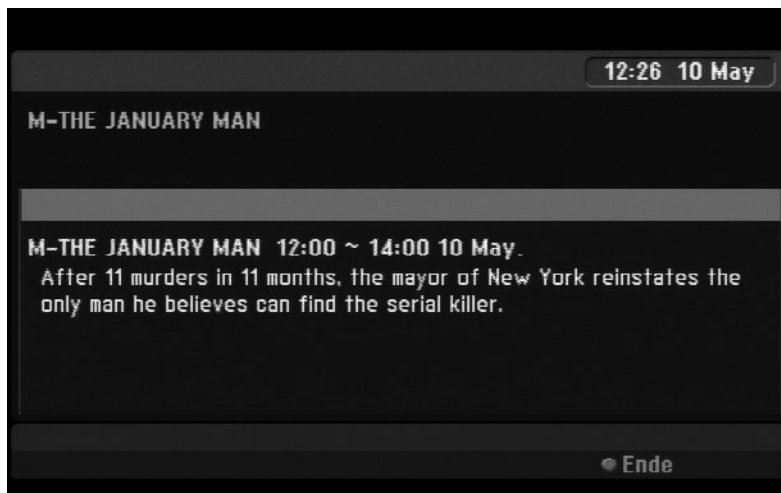 12:26 10 May
M-THE JANUARY MAN
M-THE JANUARY MAN 12:00 ~ 14:00 10 May.
After 11 murders in 11 months, the mayor of New York reinstates the
only man he believes can find the serial killer.
Ende